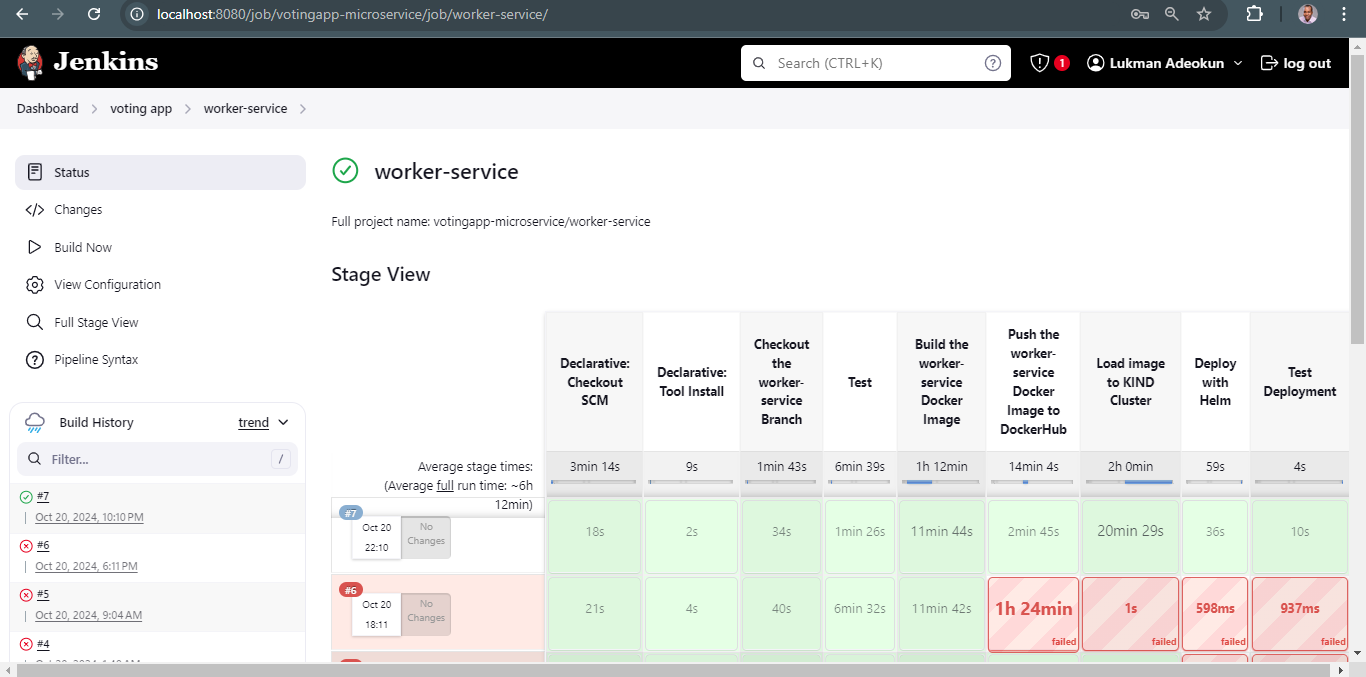 localhost:8080/job/votingapp-microservice/job/worker-service/
Jenkins
Search (CTRL+K)
?
1
Lukman Adeokun
log out
Dashboard
voting app
worker-service
Status
Changes
Build Now
View Configuration
Full Stage View
Pipeline Syntax
Build History
trend
Filter...
/
#7
Oct 20, 2024, 10:10 PM
#6
Oct 20, 2024, 6:11 PM
#5
Oct 20, 2024, 9:04 AM
#4
worker-service
Full project name: votingapp-microservice/worker-service
Stage View
Declarative:
Checkout
SCM
Declarative:
Tool Install
Checkout
the
worker-
service
Branch
Test
Build the
worker-
service
Docker
Image
Push the
worker-
service
Docker
Image to
DockerHub
Load image
to KIND
Cluster
Deploy
with
Helm
Test
Deployment
Average stage times:
(Average full run time: ~6h
12min)
3min 14s
9s
1min 43s
6min 39s
1h 12min
14min 4s
2h 0min
59s
4s
#7
Oct 20
22:10
No
Changes
18s
2s
34s
1min 26s
11min 44s
2min 45s
20min 29s
36s
10s
#6
Oct 20
18:11
No
Changes
21s
4s
40s
6min 32s
11min 42s
1h 24min
failed
1s
failed
598ms
failed
937ms
failed